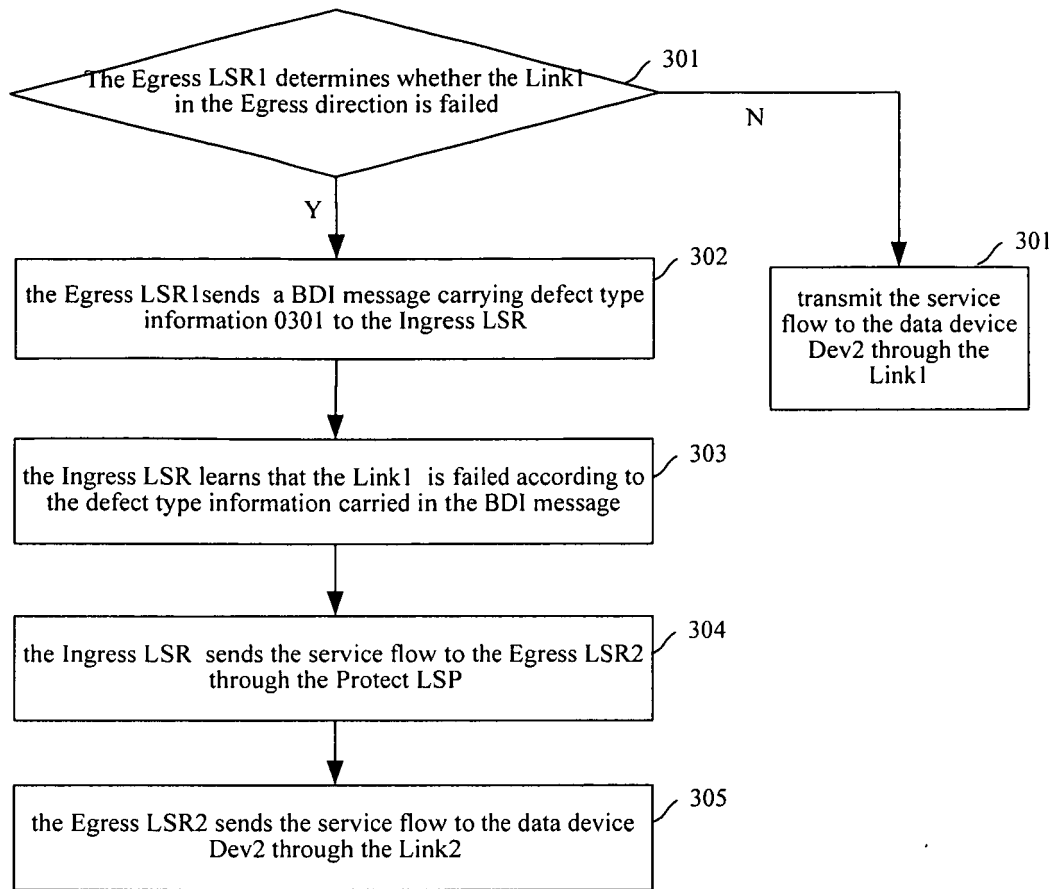 The Egress LSR1 determines whether the Link1
in the Egress direction is failed
301
N
Y
302
the Egress LSR1sends a BDI message carrying defect type
information 0301 to the Ingress LSR
301
transmit the service
flow to the data device
Dev2 through the
Link1
303
the Ingress LSR learns that the Link1 is failed according to
the defect type information carried in the BDI message
304
the Ingress LSR sends the service flow to the Egress LSR2
through the Protect LSP
305
the Egress LSR2 sends the service flow to the data device
Dev2 through the Link2